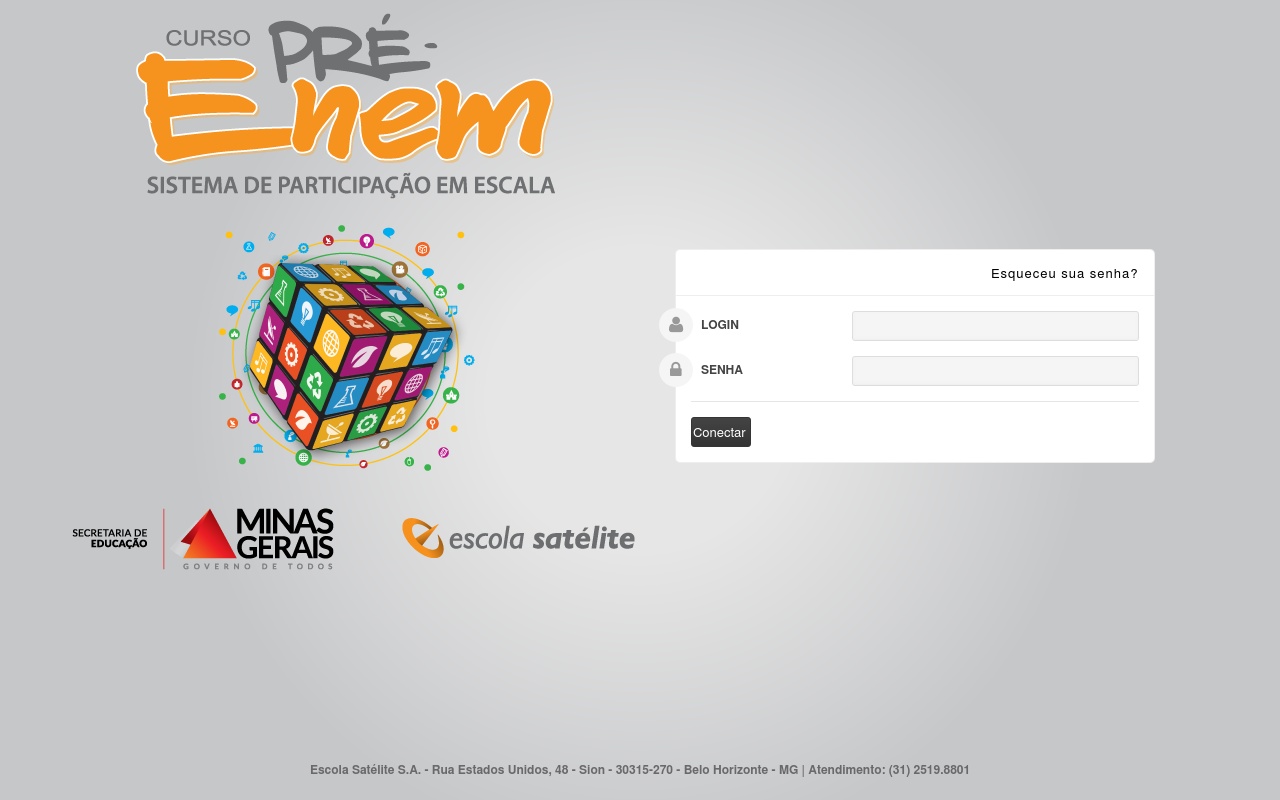 CURSO PRÉ-
Enem
SISTEMA DE PARTICIPAÇÃO EM ESCALA
Esqueceu sua senha?
LOGIN
SENHA
Conectar
SECRETARIA DE
EDUCAÇÃO
MINAS
GERAIS
GOVERNO DE TODOS
escola satélite
Escola Satélite S.A. - Rua Estados Unidos, 48 - Sion - 30315-270 - Belo Horizonte - MG | Atendimento: (31) 2519.8801